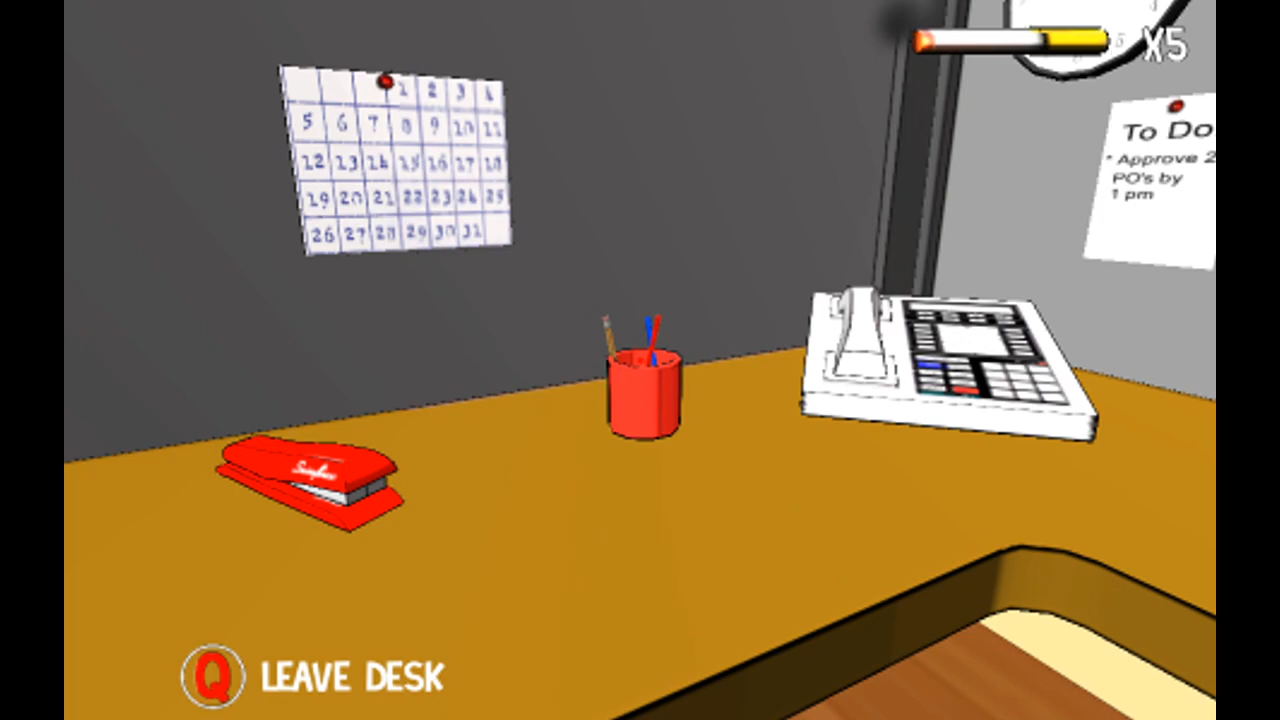 X5
1 2 3 4
5 6 7 8 9 10 11
12 13 14 15 16 17 18
19 20 21 22 23 24 25
26 27 28 29 30 31
To Do
* Approve 2
PO's by
1 pm
Q LEAVE DESK